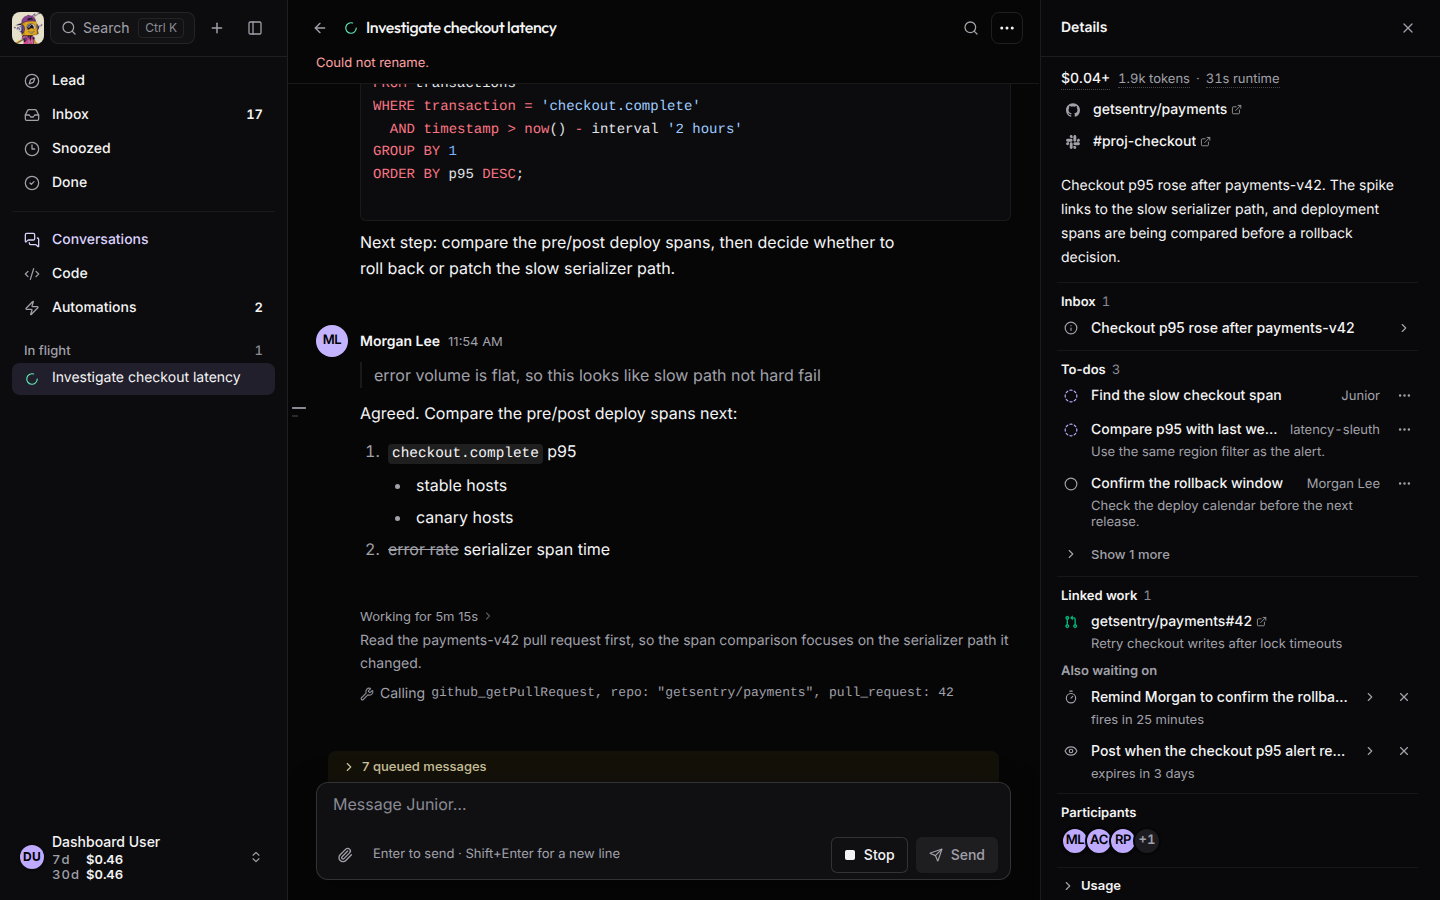 Search
Ctrl K
Lead
Inbox 17
Snoozed
Done
Conversations
Code
Automations 2
In flight 1
Investigate checkout latency
DU
Dashboard User
7d $0.46
30d $0.46
Investigate checkout latency
Could not rename.
FROM transactions
WHERE transaction = 'checkout.complete'
AND timestamp > now() - interval '2 hours'
GROUP BY 1
ORDER BY p95 DESC;
Next step: compare the pre/post deploy spans, then decide whether to
roll back or patch the slow serializer path.
ML Morgan Lee 11:54 AM
error volume is flat, so this looks like slow path not hard fail
Agreed. Compare the pre/post deploy spans next:
1. checkout.complete p95
• stable hosts
• canary hosts
2. error rate serializer span time
Working for 5m 15s
Read the payments-v42 pull request first, so the span comparison focuses on the serializer path it
changed.
Calling github_getPullRequest, repo: "getsentry/payments", pull_request: 42
7 queued messages
Message Junior...
Enter to send · Shift+Enter for a new line
Stop
Send
Details
$0.04+ 1.9k tokens · 31s runtime
getsentry/payments
#proj-checkout
Checkout p95 rose after payments-v42. The spike
links to the slow serializer path, and deployment
spans are being compared before a rollback
decision.
Inbox 1
Checkout p95 rose after payments-v42
To-dos 3
Find the slow checkout span Junior
Compare p95 with last we... latency-sleuth
Use the same region filter as the alert.
Confirm the rollback window Morgan Lee
Check the deploy calendar before the next
release.
Show 1 more
Linked work 1
getsentry/payments#42
Retry checkout writes after lock timeouts
Also waiting on
Remind Morgan to confirm the rollba...
fires in 25 minutes
Post when the checkout p95 alert re...
expires in 3 days
Participants
ML AC RP +1
Usage